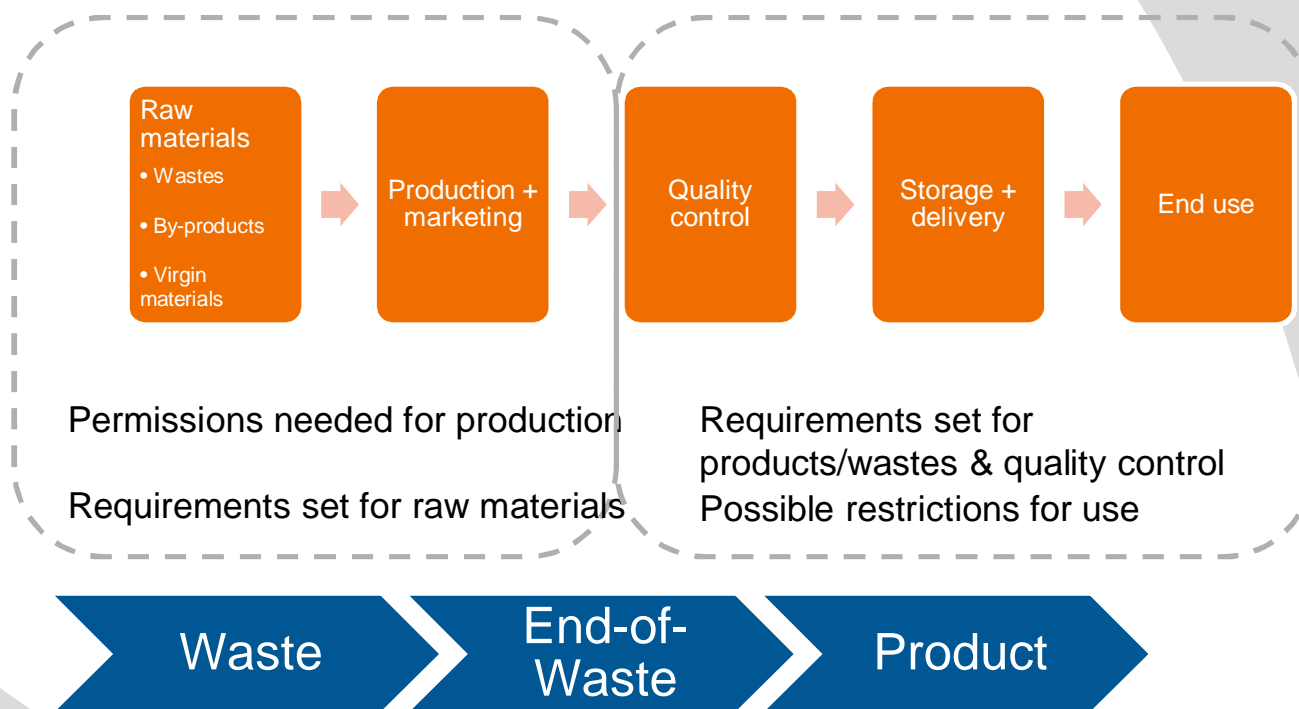 Raw
materials
• Wastes
• By-products
• Virgin
materials
Production +
marketing
Quality
control
Storage +
delivery
End use
Permissions needed for production
Requirements set for raw materials
Requirements set for
products/wastes & quality control
Possible restrictions for use
Waste
End-of-
Waste
Product